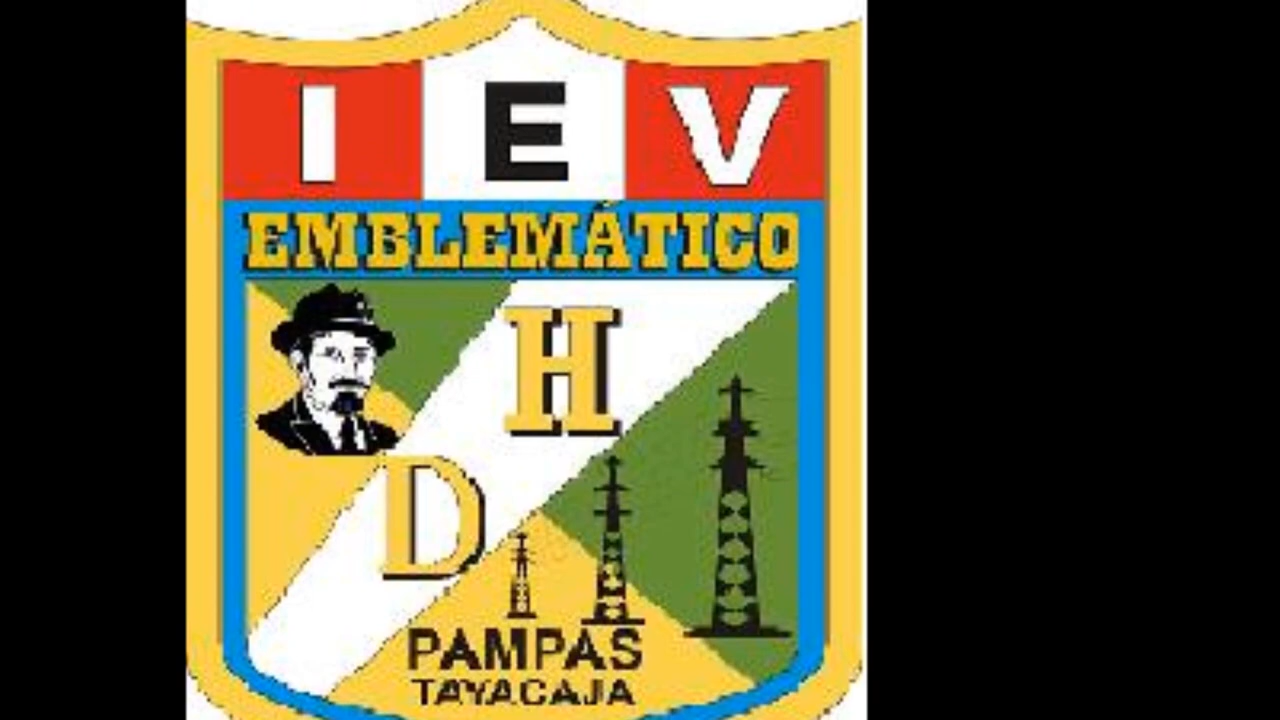 I E V
EMBLEMÁTICO
H
D
PAMPAS
TAYACAJA